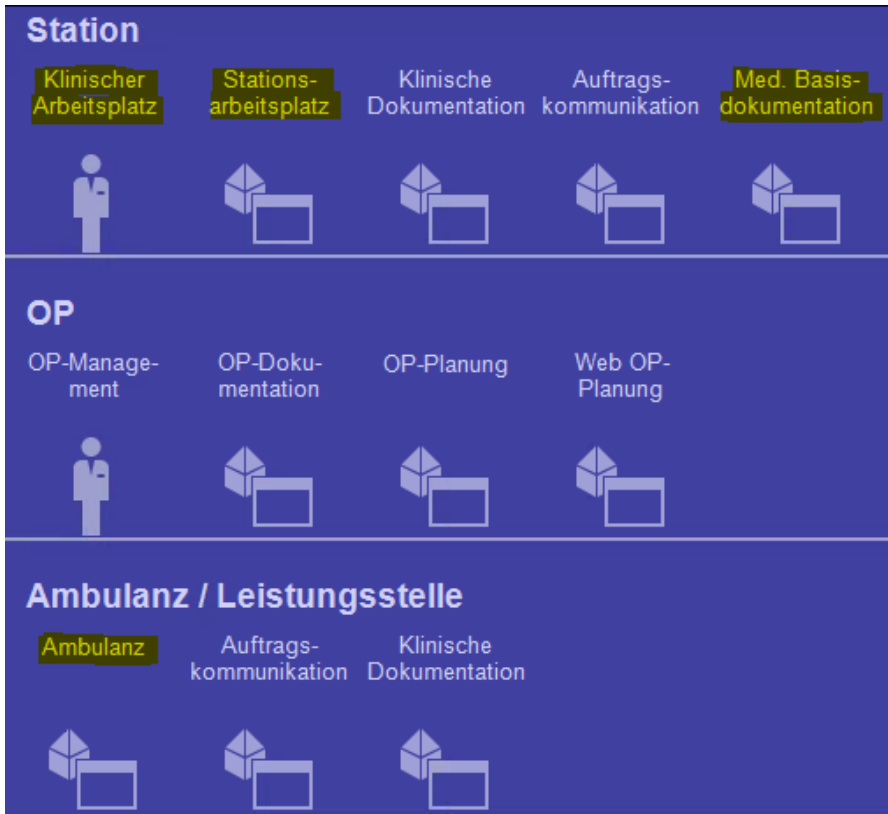 Station
Klinischer Arbeitsplatz
Stations-arbeitsplatz
Klinische Dokumentation
Auftrags-kommunikation
Med. Basis-dokumentation
OP
OP-Manage-ment
OP-Doku-mentation
OP-Planung
Web OP-Planung
Ambulanz / Leistungsstelle
Ambulanz
Auftrags-kommunikation
Klinische Dokumentation